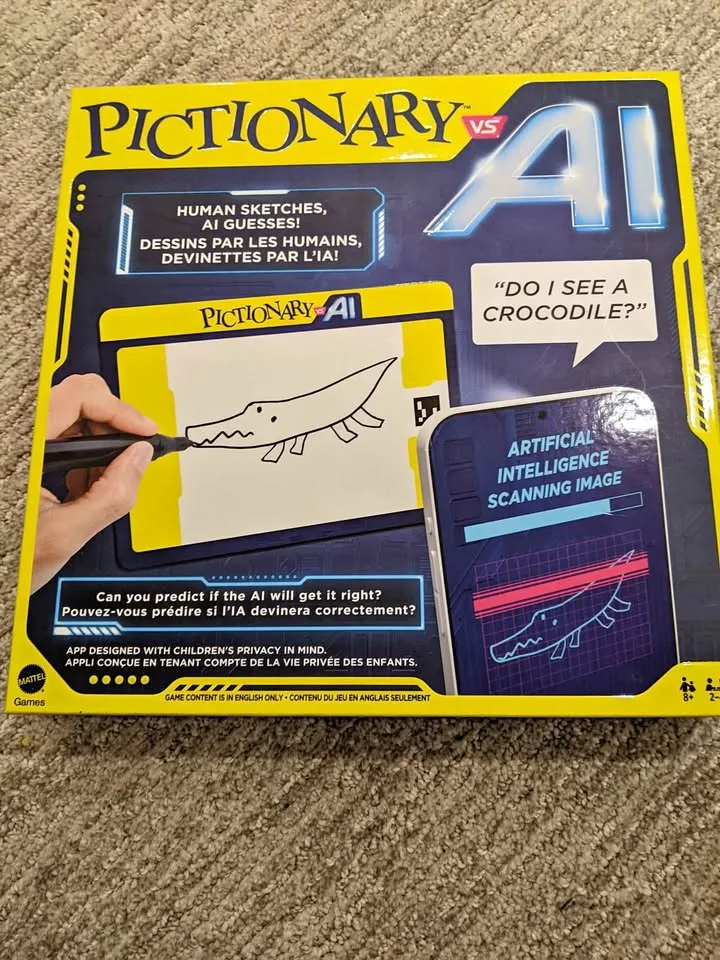 PICTIONARY™ VS AI
HUMAN SKETCHES,
AI GUESSES!
DESSINS PAR LES HUMAINS,
DEVINETTES PAR L'IA!
"DO I SEE A
CROCODILE?"
PICTIONARY VS AI
ARTIFICIAL
INTELLIGENCE
SCANNING IMAGE
Can you predict if the AI will get it right?
Pouvez-vous prédire si l'IA devinera correctement?
APP DESIGNED WITH CHILDREN'S PRIVACY IN MIND.
APPLI CONÇUE EN TENANT COMPTE DE LA VIE PRIVÉE DES ENFANTS.
MATTEL
Games
GAME CONTENT IS IN ENGLISH ONLY • CONTENU DU JEU EN ANGLAIS SEULEMENT
8+
2-